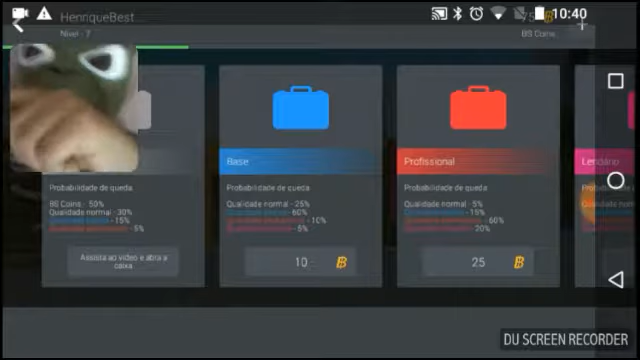 HenriqueBest...
Nível - 7
75
10:40
BS Coins
Probabilidade de queda
BS Coins - 50%
Qualidade normal - 30%
- 15%
- 5%
Assista ao vídeo e abra a
caixa
Base
Probabilidade de queda
Qualidade normal - 25%
- 60%
- 10%
- 5%
10
Profissional
Probabilidade de queda
Qualidade normal - 5%
- 15%
- 60%
- 20%
25
Lendário
DU SCREEN RECORDER